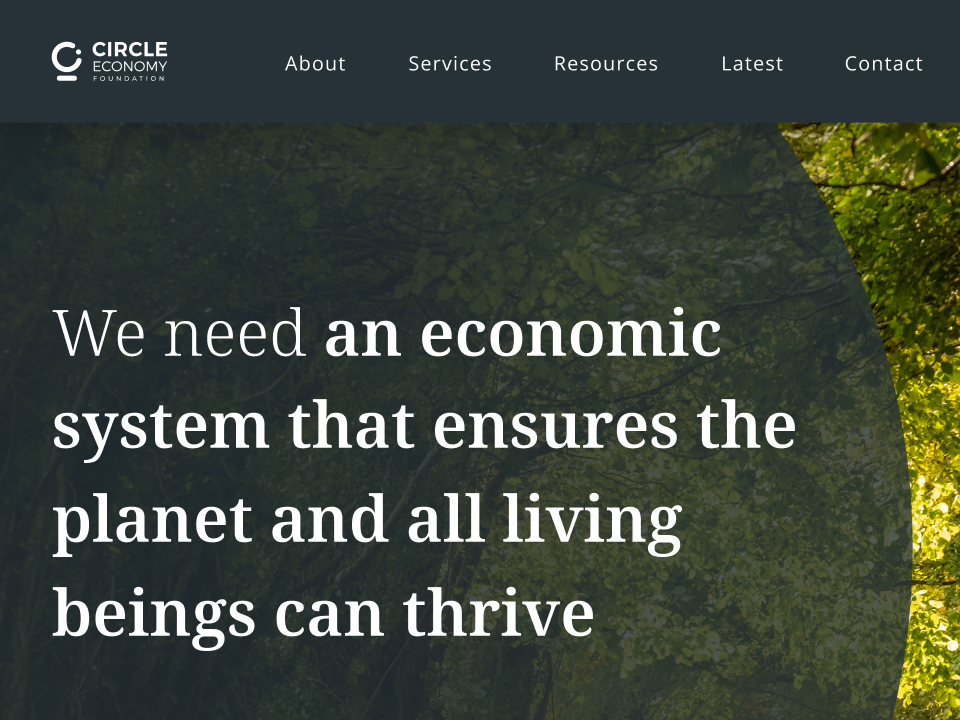 CIRCLE
ECONOMY
FOUNDATION
About Services Resources Latest Contact
We need an economic
system that ensures the
planet and all living
beings can thrive